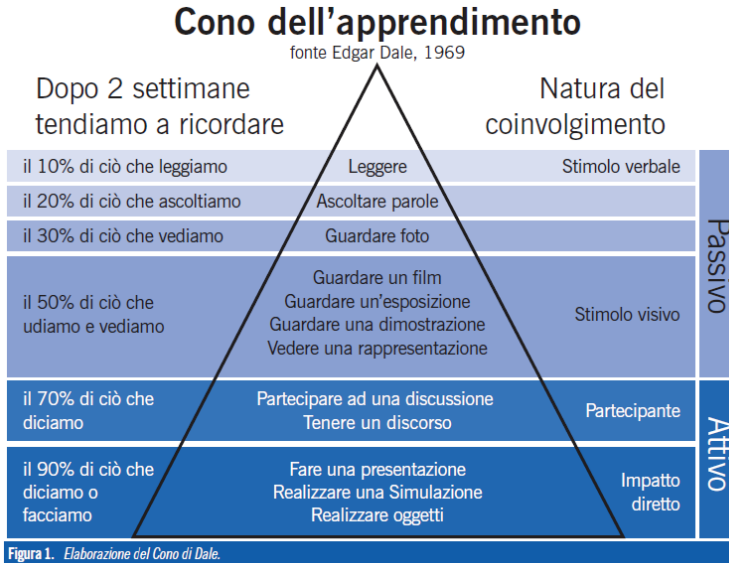 Cono dell'apprendimento
fonte Edgar Dale, 1969
Dopo 2 settimane
tendiamo a ricordare
Natura del
coinvolgimento
il 10% di ciò che leggiamo
Leggere
Stimolo verbale
il 20% di ciò che ascoltiamo
Ascoltare parole
il 30% di ciò che vediamo
Guardare foto
il 50% di ciò che
udiamo e vediamo
Guardare un film
Guardare un'esposizione
Guardare una dimostrazione
Vedere una rappresentazione
Stimolo visivo
Passivo
il 70% di ciò che
diciamo
Partecipare ad una discussione
Tenere un discorso
Partecipante
il 90% di ciò che
diciamo o
facciamo
Fare una presentazione
Realizzare una Simulazione
Realizzare oggetti
Impatto
diretto
Attivo
Figura 1. Elaborazione del Cono di Dale.